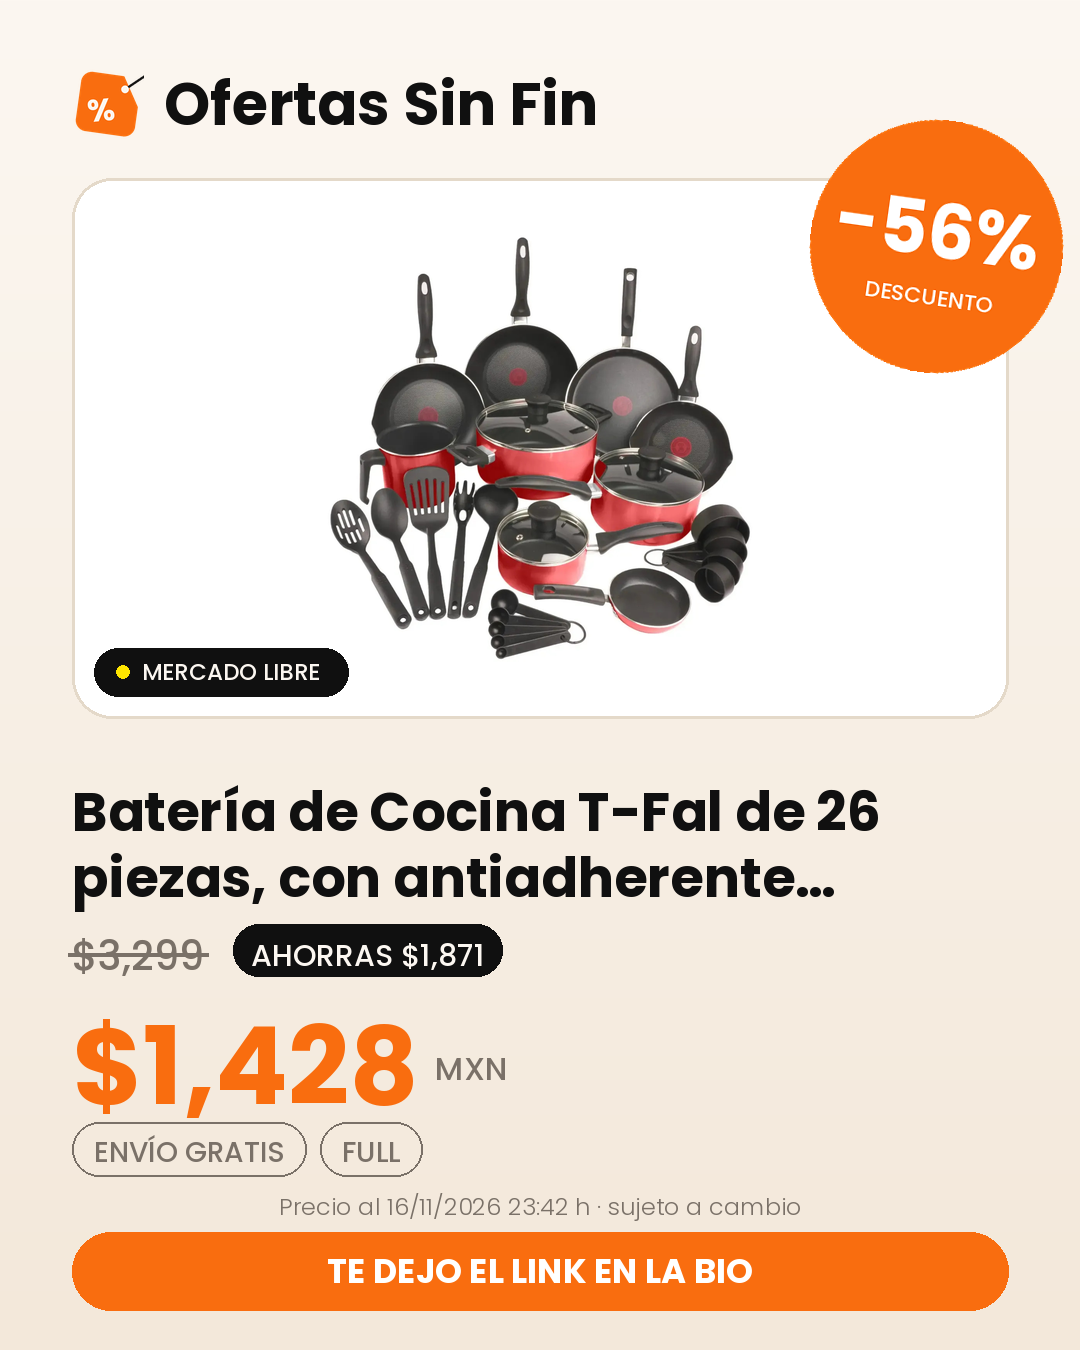 %
Ofertas Sin Fin
-56%
DESCUENTO
MERCADO LIBRE
Batería de Cocina T-Fal de 26
piezas, con antiadherente...
$3,299
AHORRAS $1,871
$1,428 MXN
ENVÍO GRATIS
FULL
Precio al 16/11/2026 23:42 h · sujeto a cambio
TE DEJO EL LINK EN LA BIO